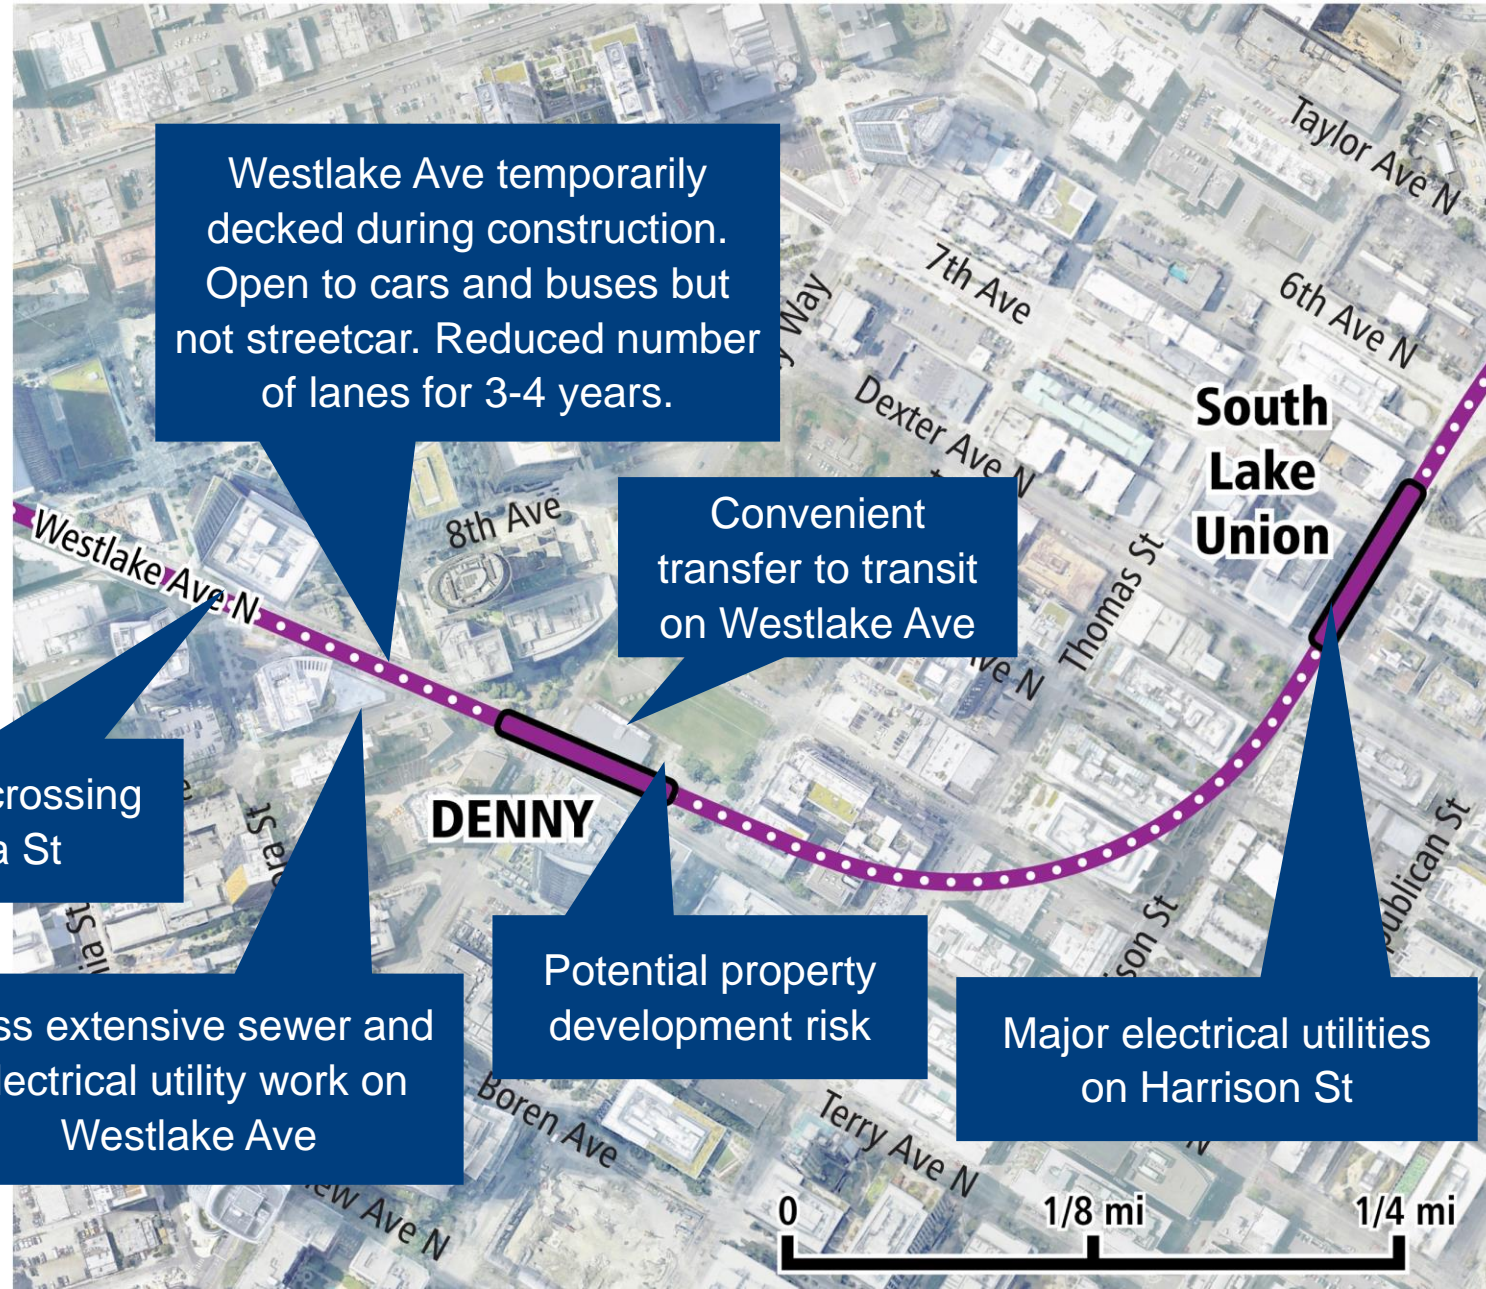 Taylor Ave N
Westlake Ave temporarily
decked during construction.
Open to cars and buses but
not streetcar. Reduced number
of lanes for 3-4 years.
7th Ave
6th Ave N
Way
Dexter Ave N
South
Lake
Union
8th Ave
Convenient
transfer to transit
on Westlake Ave
Westlake Ave N
Thomas St
Ave N
crossing
St
DENNY
St
extensive sewer and
utility work on
Westlake Ave
Potential property
development risk
Major electrical utilities
on Harrison St
St
St
Boren Ave
Terry Ave N
N
Ave N
0 1/8 mi 1/4 mi